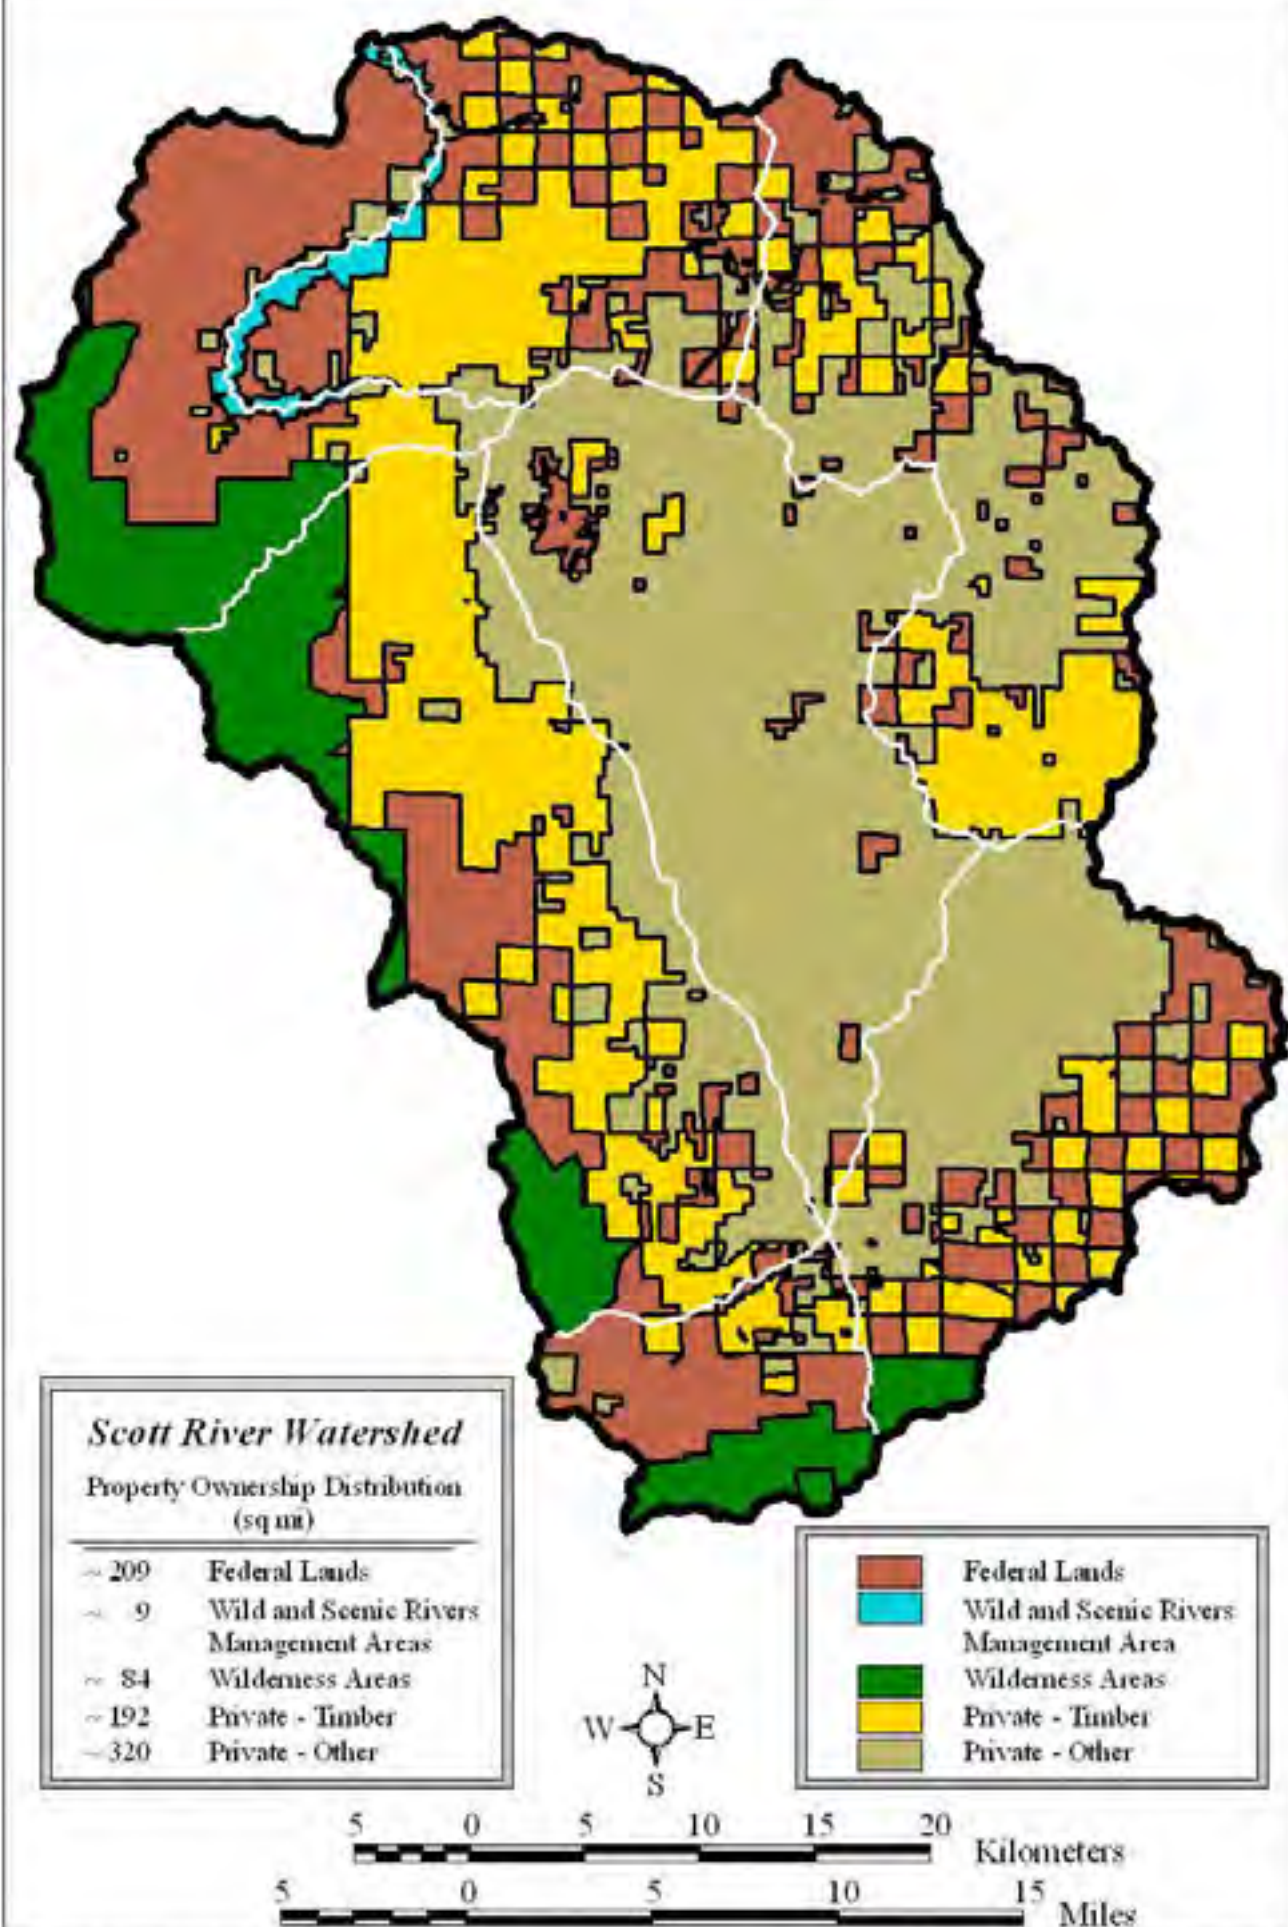 Scott River Watershed
Property Ownership Distribution
(sq mi)
~ 209 Federal Lands
~ 9 Wild and Scenic Rivers
Management Areas
~ 84 Wilderness Areas
~ 192 Private - Timber
~ 320 Private - Other
Federal Lands
Wild and Scenic Rivers
Management Area
Wilderness Areas
Private - Timber
Private - Other
N
W E
S
5 0 5 10 15 20
Kilometers
5 0 5 10 15
Miles